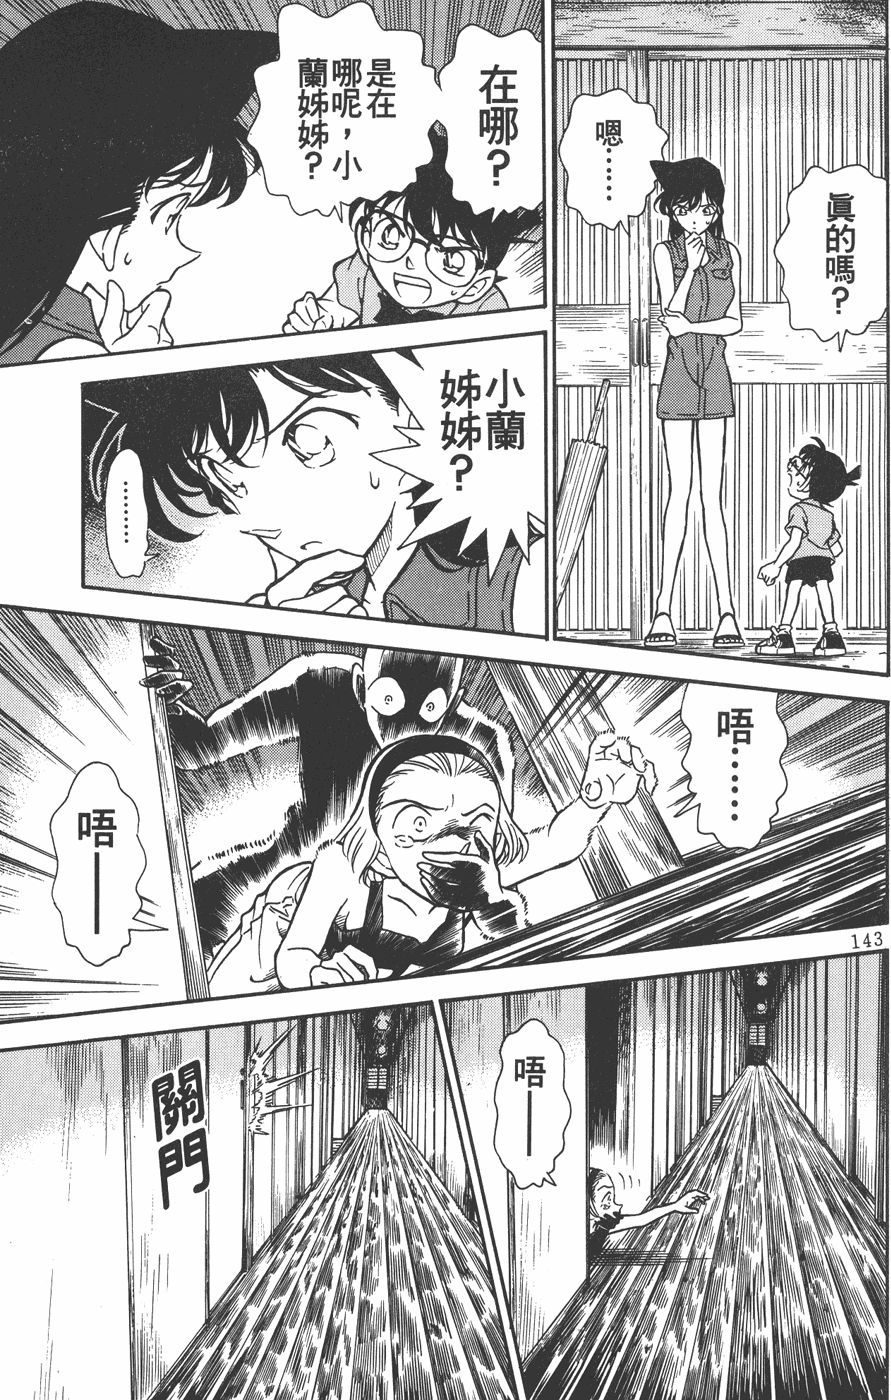 眞的嗎？
嗯……
在哪？
是在
哪呢，小
蘭姊姊？
小蘭
姊姊？
………
唔……
唔——
143
唔——
關門